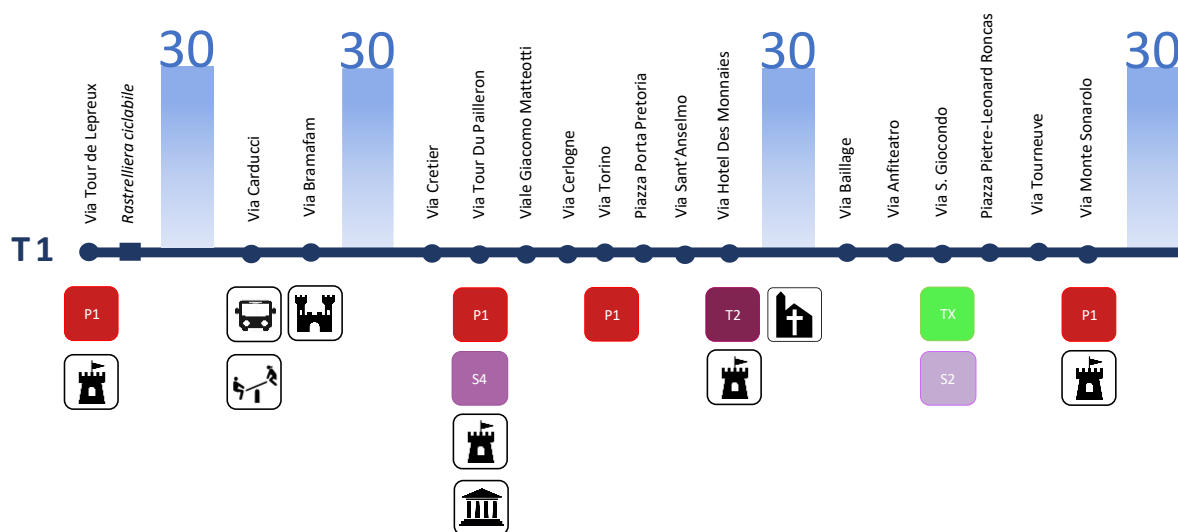 30
30
30
30
Via Tour de Lepreux
Rastrelliera ciclabile
Via Carducci
Via Bramafam
Via Cretier
Via Tour Du Pailleron
Viale Giacomo Matteotti
Via Cerlogne
Via Torino
Piazza Porta Pretoria
Via Sant'Anselmo
Via Hotel Des Monnaies
Via Baillage
Via Anfiteatro
Via S. Giocondo
Piazza Pietre-Leonard Roncas
Via Tourneuve
Via Monte Sonarolo
T1
P1
P1
P1
T2
TX
P1
S4
S2